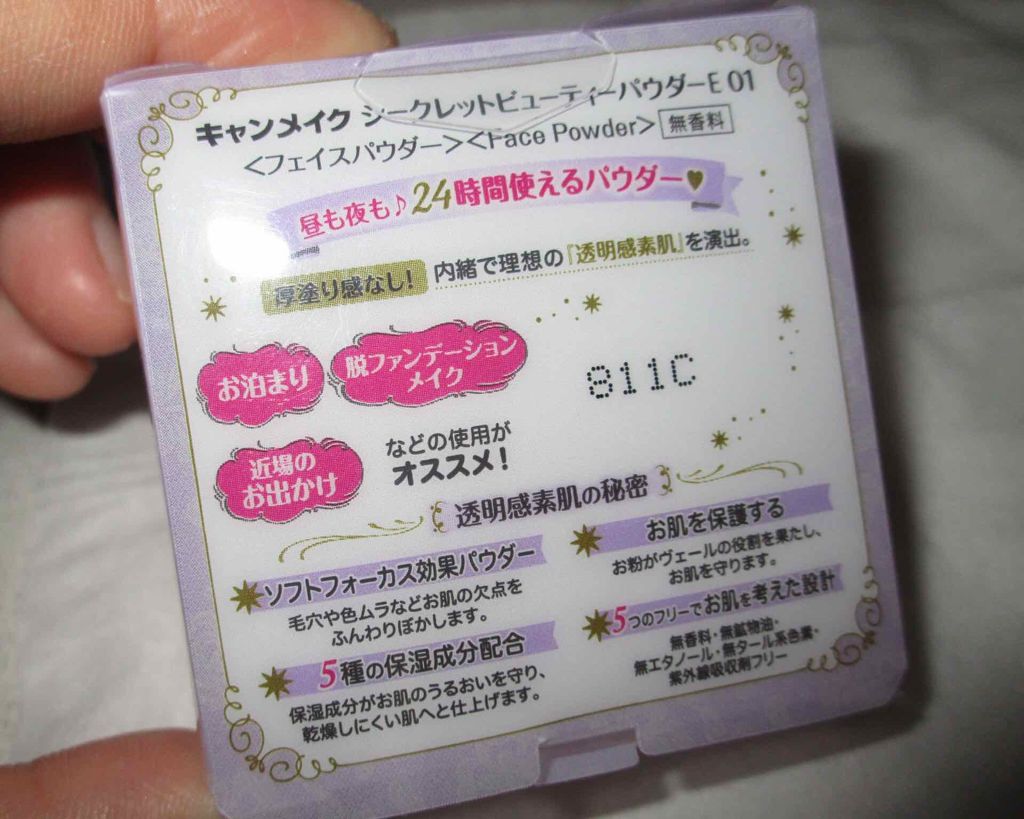 キャンメイク シークレットビューティーパウダーE 01
<フェイスパウダー><Face Powder> 無香料
昼も夜も♪24時間使えるパウダー♥
厚塗り感なし! 内緒で理想の『透明感素肌』を演出。
お泊まり
脱ファンデーション
メイク
近場の
お出かけ
などの使用が
オススメ!
811C
透明感素肌の秘密
ソフトフォーカス効果パウダー
毛穴や色ムラなどお肌の欠点を
ふんわりぼかします。
お肌を保護する
お粉がヴェールの役割を果たし、
お肌を守ります。
5種の保湿成分配合
保湿成分がお肌のうるおいを守り、
乾燥しにくい肌へと仕上げます。
5つのフリーでお肌を考えた設計
無香料・無鉱物油・
無エタノール・無タール系色素・
紫外線吸収剤フリー